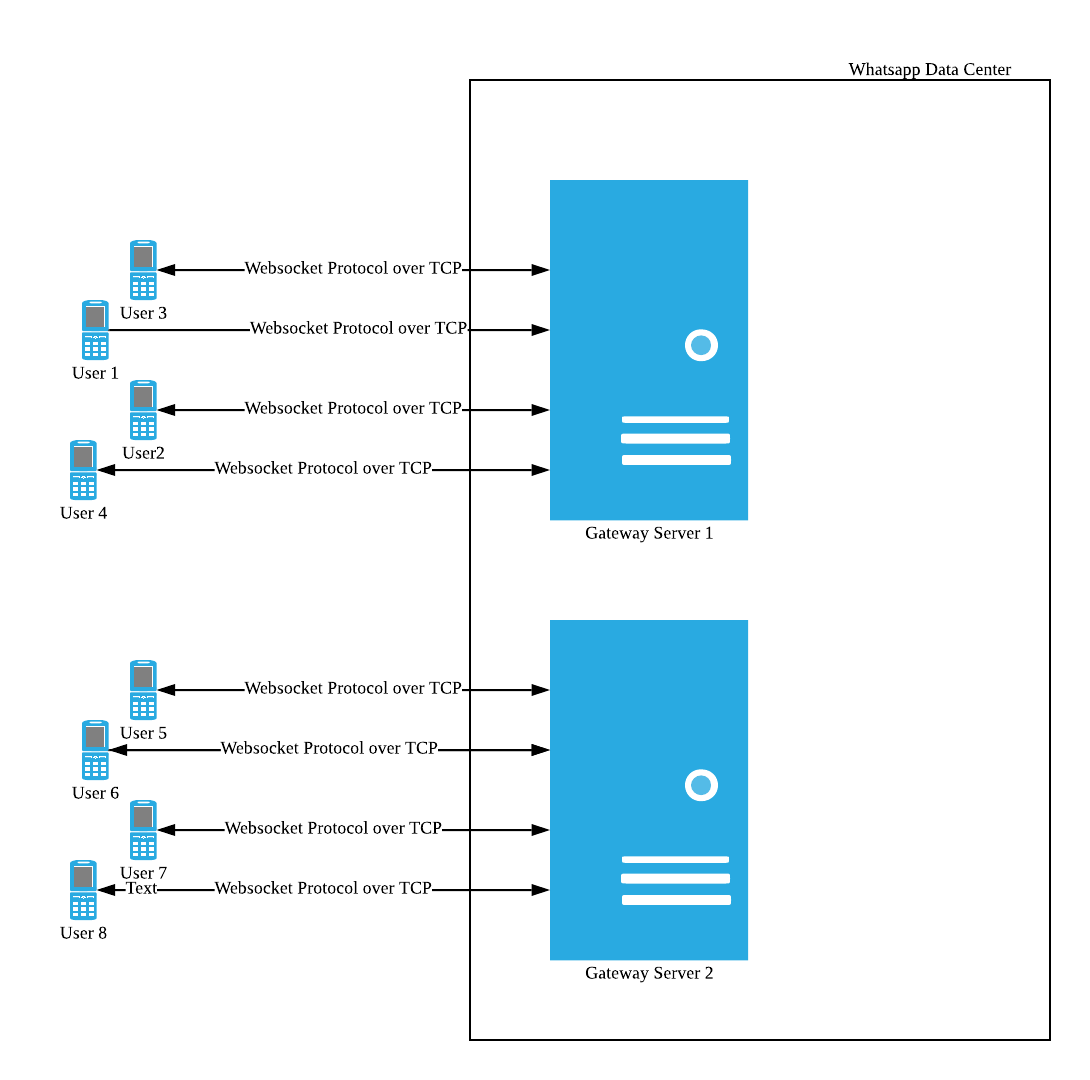 Whatsapp Data Center
Websocket Protocol over TCP
User 3
Websocket Protocol over TCP
User 1
Websocket Protocol over TCP
User2
Websocket Protocol over TCP
User 4
Gateway Server 1
Websocket Protocol over TCP
User 5
Websocket Protocol over TCP
User 6
Websocket Protocol over TCP
User 7
Text
Websocket Protocol over TCP
User 8
Gateway Server 2